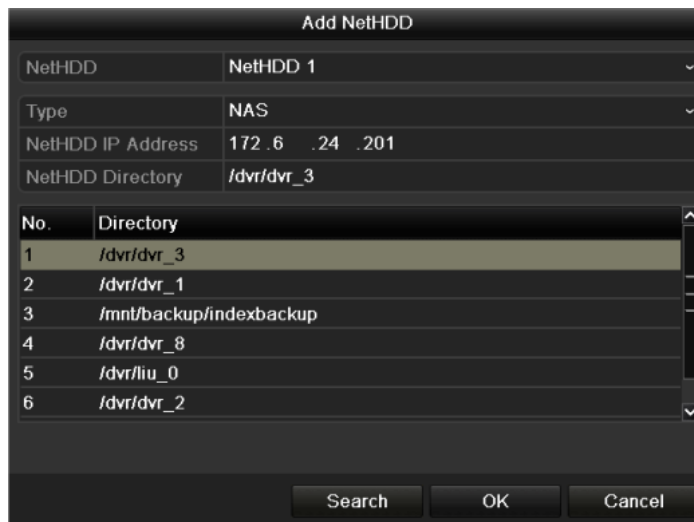 Add NetHDD
NetHDD NetHDD 1
Type NAS
NetHDD IP Address 172 .6 .24 .201
NetHDD Directory /dvr/dvr_3
No. Directory
1 /dvr/dvr_3
2 /dvr/dvr_1
3 /mnt/backup/indexbackup
4 /dvr/dvr_8
5 /dvr/liu_0
6 /dvr/dvr_2
Search OK Cancel